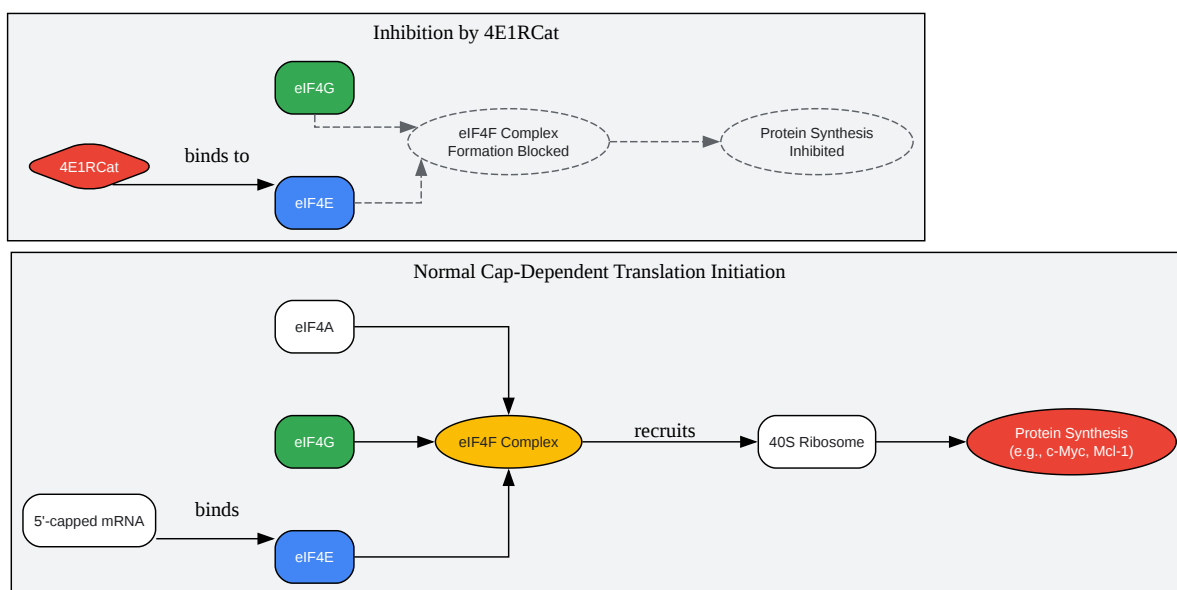 Inhibition by 4E1RCat
eIF4G
eIF4F Complex
Formation Blocked
Protein Synthesis
Inhibited
binds to
4E1RCat
eIF4E
Normal Cap-Dependent Translation Initiation
eIF4A
eIF4G
eIF4F Complex
recruits
40S Ribosome
Protein Synthesis
(e.g., c-Myc, Mcl-1)
5'-capped mRNA
binds
eIF4E